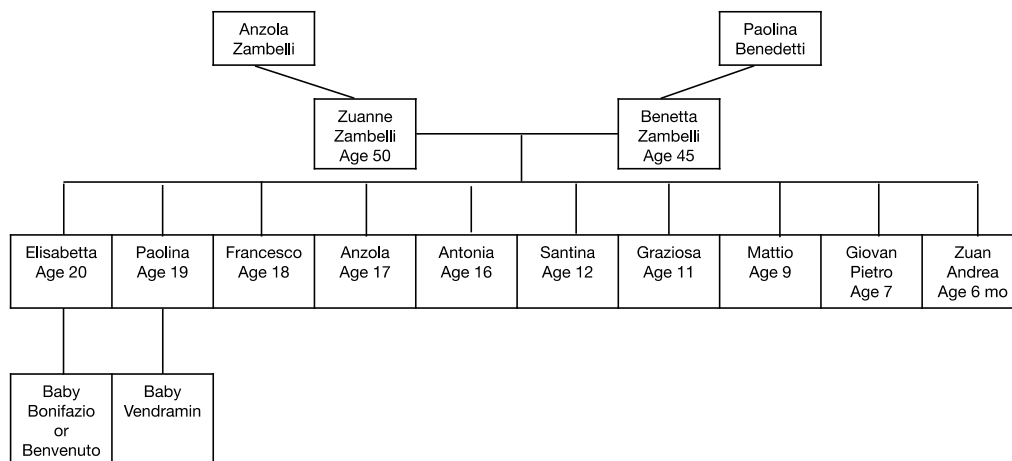 Anzola
Zambelli
Paolina
Benedetti
Zuanne
Zambelli
Age 50
Benetta
Zambelli
Age 45
Elisabetta
Age 20
Paolina
Age 19
Francesco
Age 18
Anzola
Age 17
Antonia
Age 16
Santina
Age 12
Graziosa
Age 11
Mattio
Age 9
Giovan
Pietro
Age 7
Zuan
Andrea
Age 6 mo
Baby
Bonifazio
or
Benvenuto
Baby
Vendramin